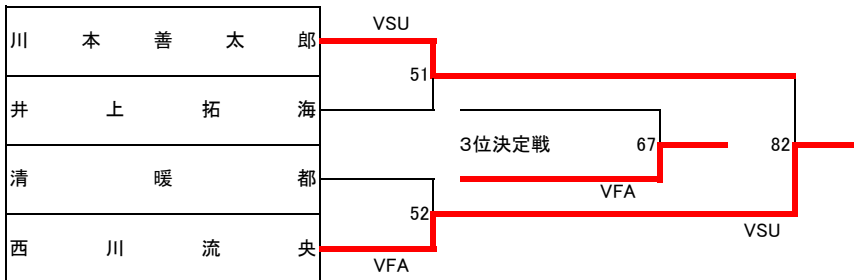 VSU
川本善太郎
51
井上拓海
3位決定戦 67 82
清暖都
VFA
52
VSU
西川流央
VFA